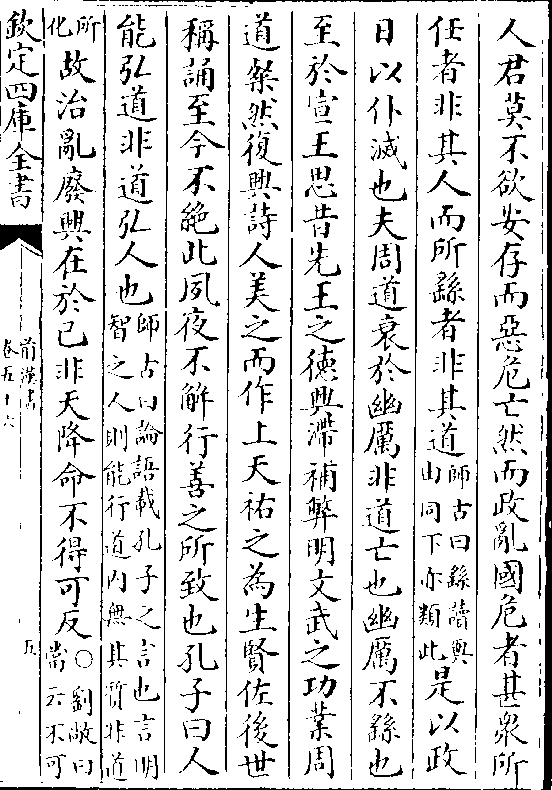 人君莫不欲安存而惡危亡然而政亂國危者甚衆所
任者非其人而所繇者非其道師古曰繇讀與由同下亦類此是以政
日以仆滅也夫周道衰於幽厲非道亡也幽厲不繇也
至於宣王思昔先王之德興滯補弊明文武之功業周
道粲然復興詩人美之而作上天祐之為生賢佐後世
稱誦至今不絶此夙夜不解行善之所致也孔子曰人
能弘道非道弘人也師古曰論語載孔子之言也言明智之人則能行道内無其質非道
所化故治亂廢興在於己非天降命不得可反○劉敞曰當云不可
欽定四庫全書
前漢書
卷五十六
五